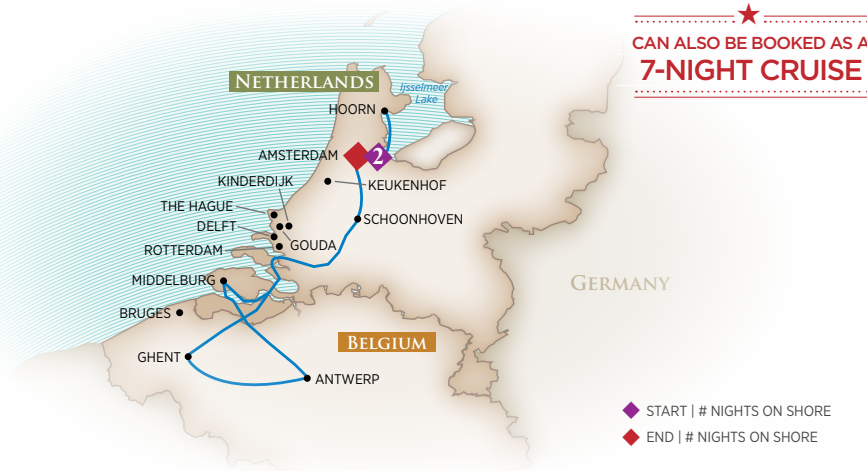 CAN ALSO BE BOOKED AS A
7-NIGHT CRUISE
NETHERLANDS
Ijsselmeer
Lake
HOORN
AMSTERDAM
2
KINDERDIJK
KEUKENHOF
THE HAGUE
SCHOONHOVEN
DELFT
GOUDA
ROTTERDAM
MIDDELBURG
GERMANY
BRUGES
BELGIUM
GHENT
ANTWERP
START | # NIGHTS ON SHORE
END | # NIGHTS ON SHORE